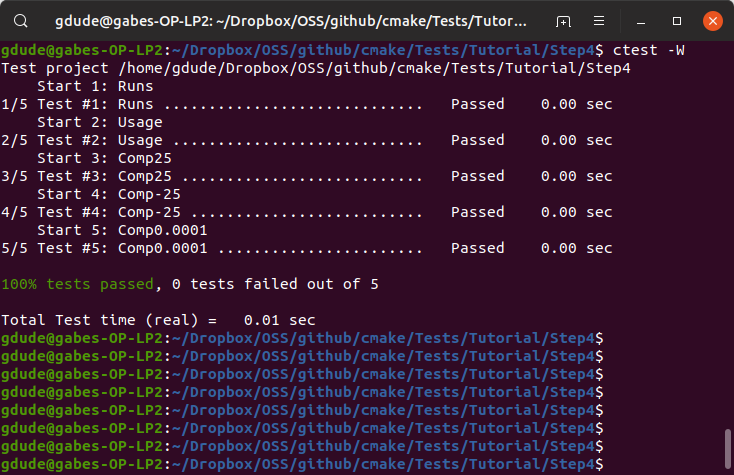 gdude@gabes-OP-LP2: ~/Dropbox/OSS/github/cmake/Tests/Tutor...
gdude@gabes-OP-LP2:~/Dropbox/OSS/github/cmake/Tests/Tutorial/Step4$ ctest -W
Test project /home/gdude/Dropbox/OSS/github/cmake/Tests/Tutorial/Step4
    Start 1: Runs
1/5 Test #1: Runs .............................   Passed    0.00 sec
    Start 2: Usage
2/5 Test #2: Usage ............................   Passed    0.00 sec
    Start 3: Comp25
3/5 Test #3: Comp25 ...........................   Passed    0.00 sec
    Start 4: Comp-25
4/5 Test #4: Comp-25 ..........................   Passed    0.00 sec
    Start 5: Comp0.0001
5/5 Test #5: Comp0.0001 .......................   Passed    0.00 sec
100% tests passed, 0 tests failed out of 5
Total Test time (real) =   0.01 sec
gdude@gabes-OP-LP2:~/Dropbox/OSS/github/cmake/Tests/Tutorial/Step4$
gdude@gabes-OP-LP2:~/Dropbox/OSS/github/cmake/Tests/Tutorial/Step4$
gdude@gabes-OP-LP2:~/Dropbox/OSS/github/cmake/Tests/Tutorial/Step4$
gdude@gabes-OP-LP2:~/Dropbox/OSS/github/cmake/Tests/Tutorial/Step4$
gdude@gabes-OP-LP2:~/Dropbox/OSS/github/cmake/Tests/Tutorial/Step4$
gdude@gabes-OP-LP2:~/Dropbox/OSS/github/cmake/Tests/Tutorial/Step4$
gdude@gabes-OP-LP2:~/Dropbox/OSS/github/cmake/Tests/Tutorial/Step4$
gdude@gabes-OP-LP2:~/Dropbox/OSS/github/cmake/Tests/Tutorial/Step4$